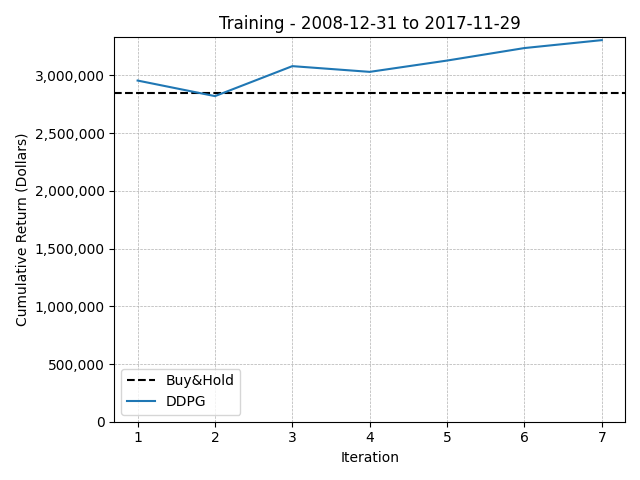 Training - 2008-12-31 to 2017-11-29
Cumulative Return (Dollars)
3,000,000
2,500,000
2,000,000
1,500,000
1,000,000
500,000
0
Buy&Hold
DDPG
1 2 3 4 5 6 7
Iteration